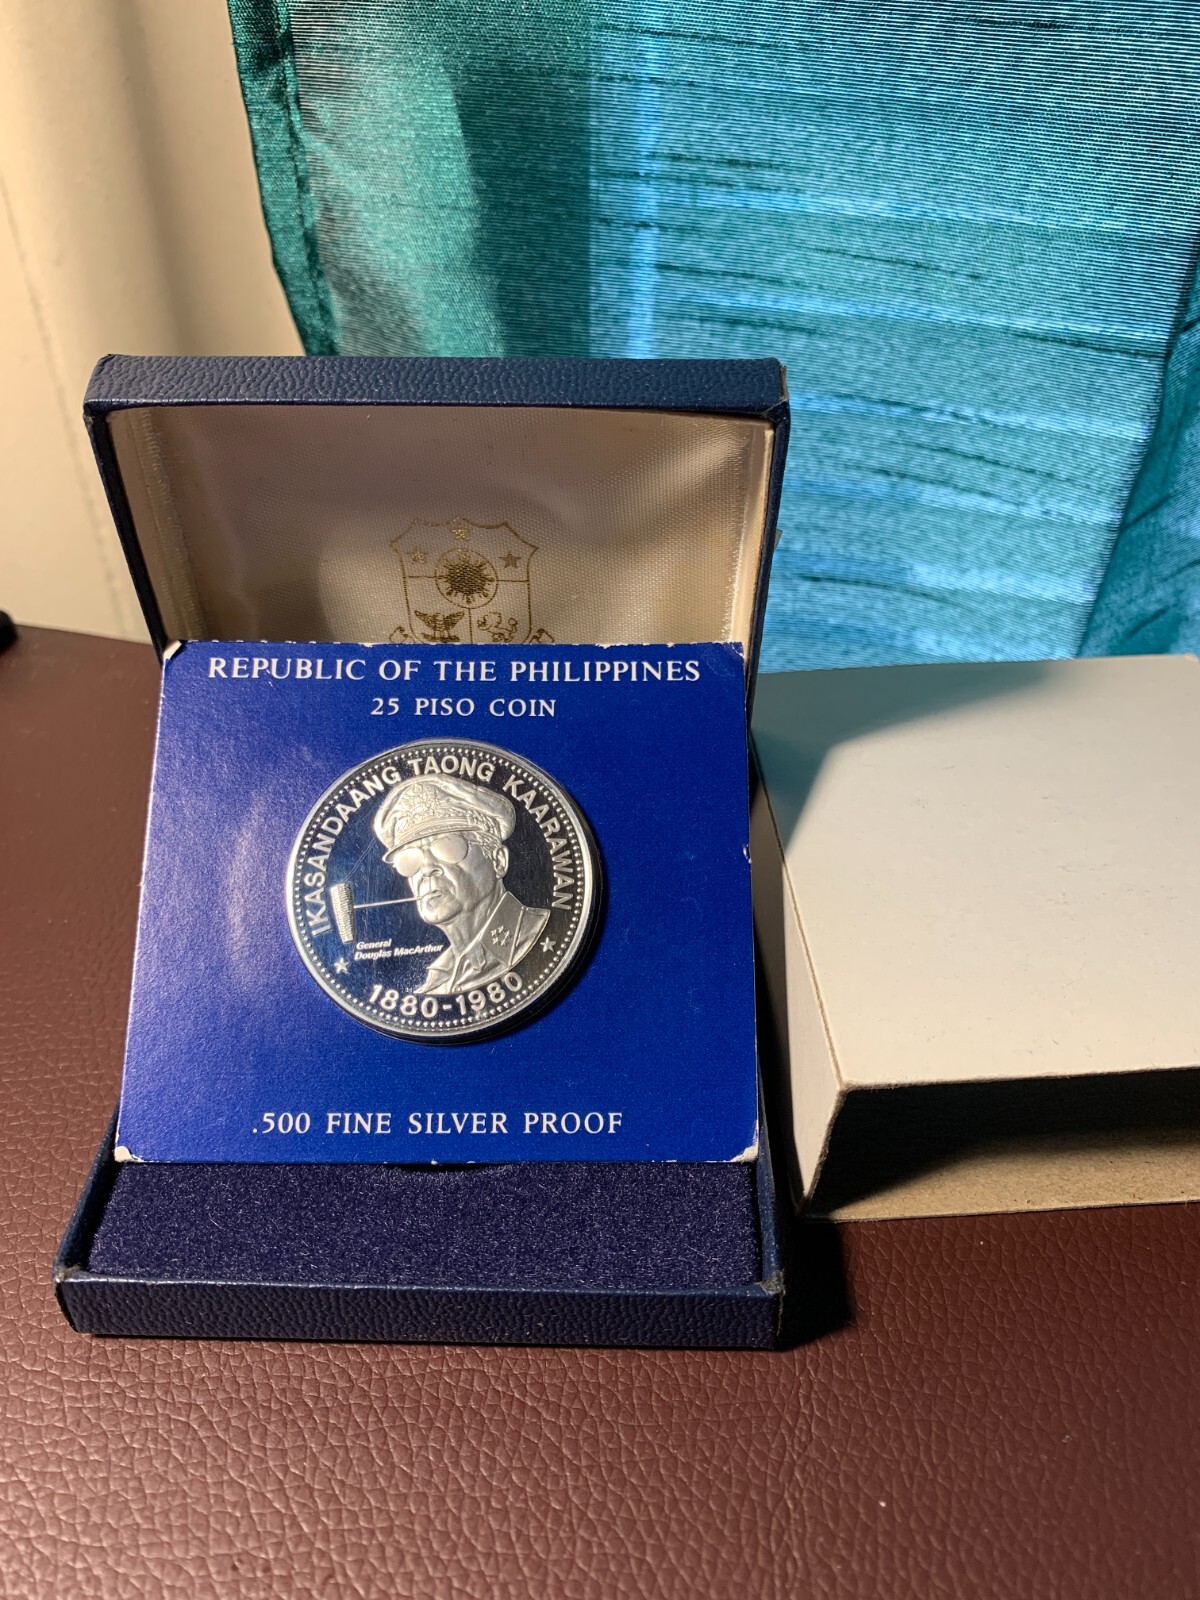 REPUBLIC OF THE PHILIPPINES
25 PISO COIN
IKASANDAANG TAONG KAARAWAN
General
Douglas MacArthur
1880-1980
.500 FINE SILVER PROOF